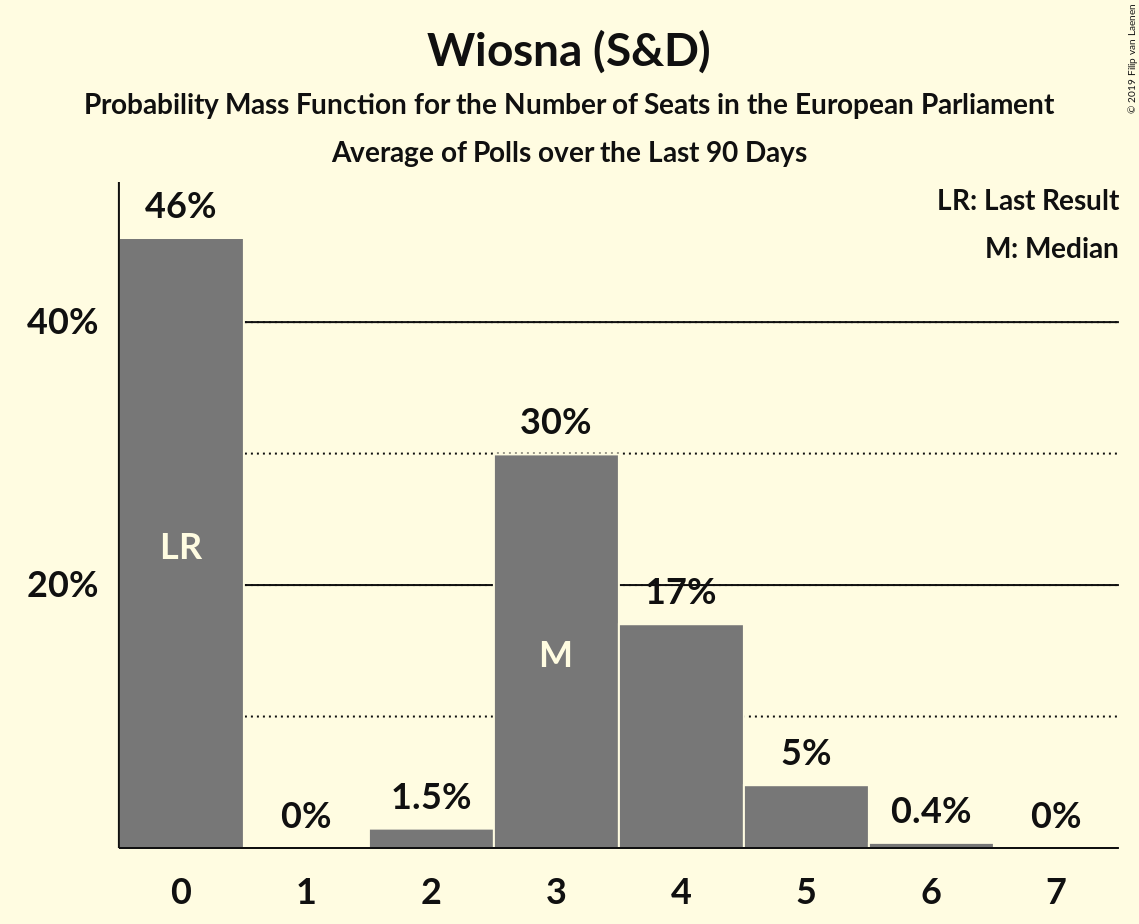 Wiosna (S&D)
Probability Mass Function for the Number of Seats in the European Parliament
Average of Polls over the Last 90 Days
© 2019 Filip van Laenen
LR: Last Result
M: Median
46%
40%
30%
LR
20%
17%
M
5%
1.5%
0.4%
0%
0%
0 1 2 3 4 5 6 7